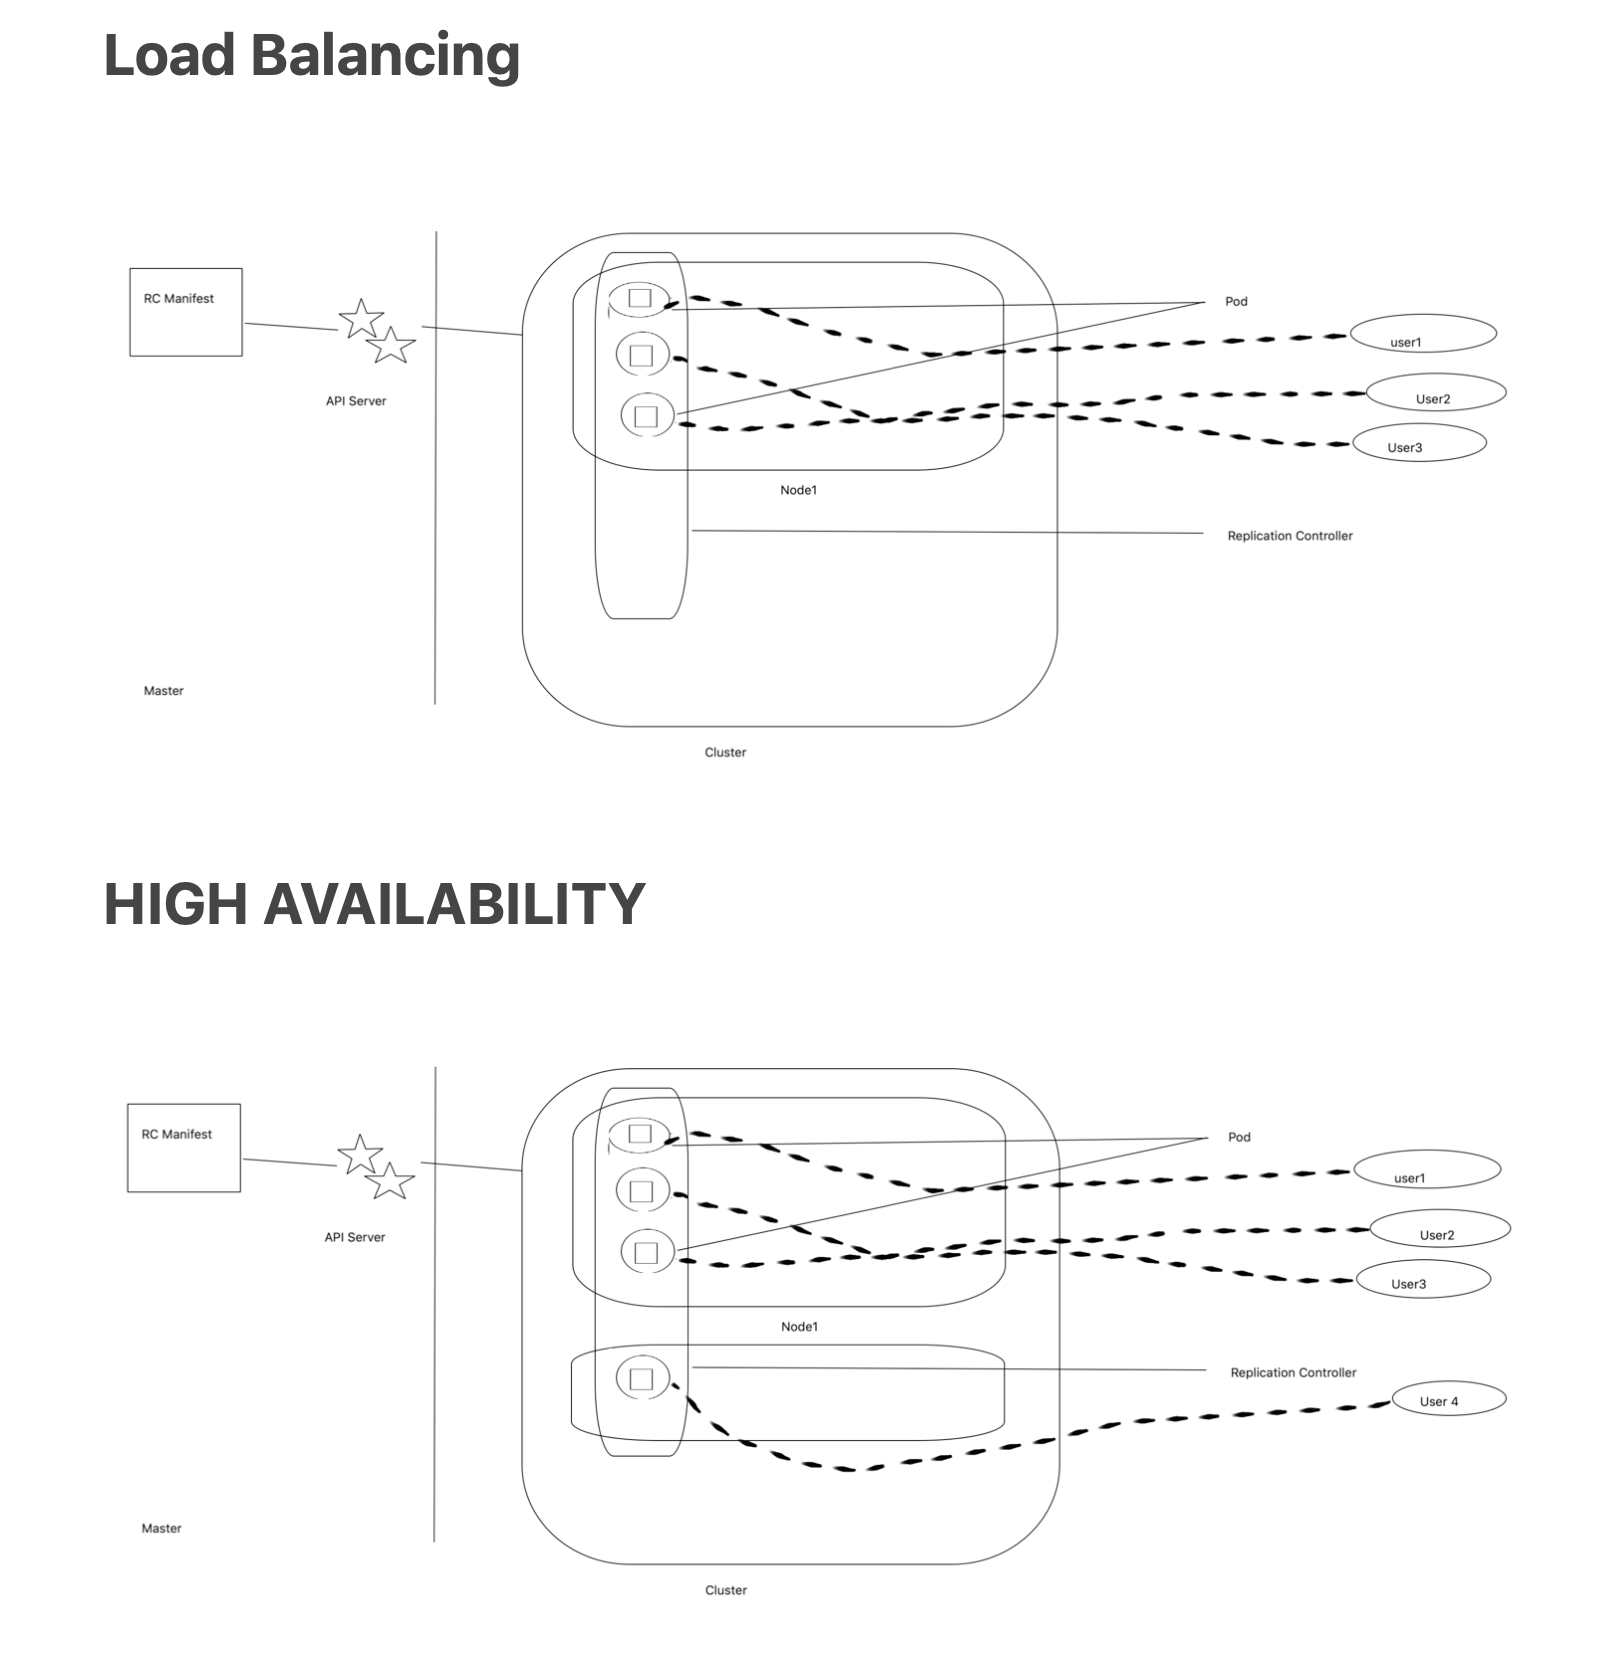 Load Balancing
RC Manifest
Pod
user1
User2
API Server
User3
Node1
Replication Controller
Master
Cluster
HIGH AVAILABILITY
RC Manifest
Pod
user1
User2
API Server
User3
Node1
Replication Controller
User 4
Master
Cluster